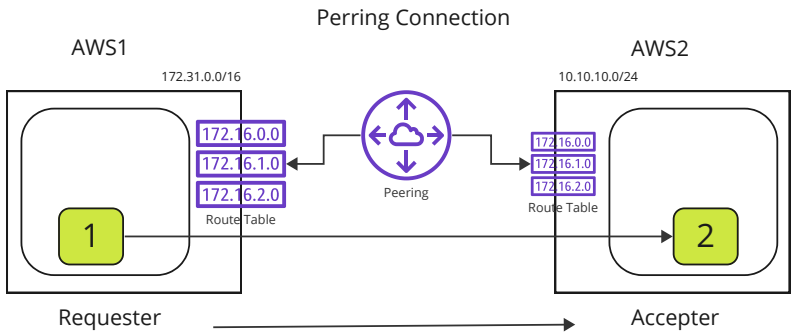 Perring Connection
AWS1
AWS2
172.31.0.0/16
10.10.10.0/24
172.16.0.0
172.16.1.0
172.16.2.0
Route Table
Peering
172.16.0.0
172.16.1.0
172.16.2.0
Route Table
1
2
Requester
Accepter